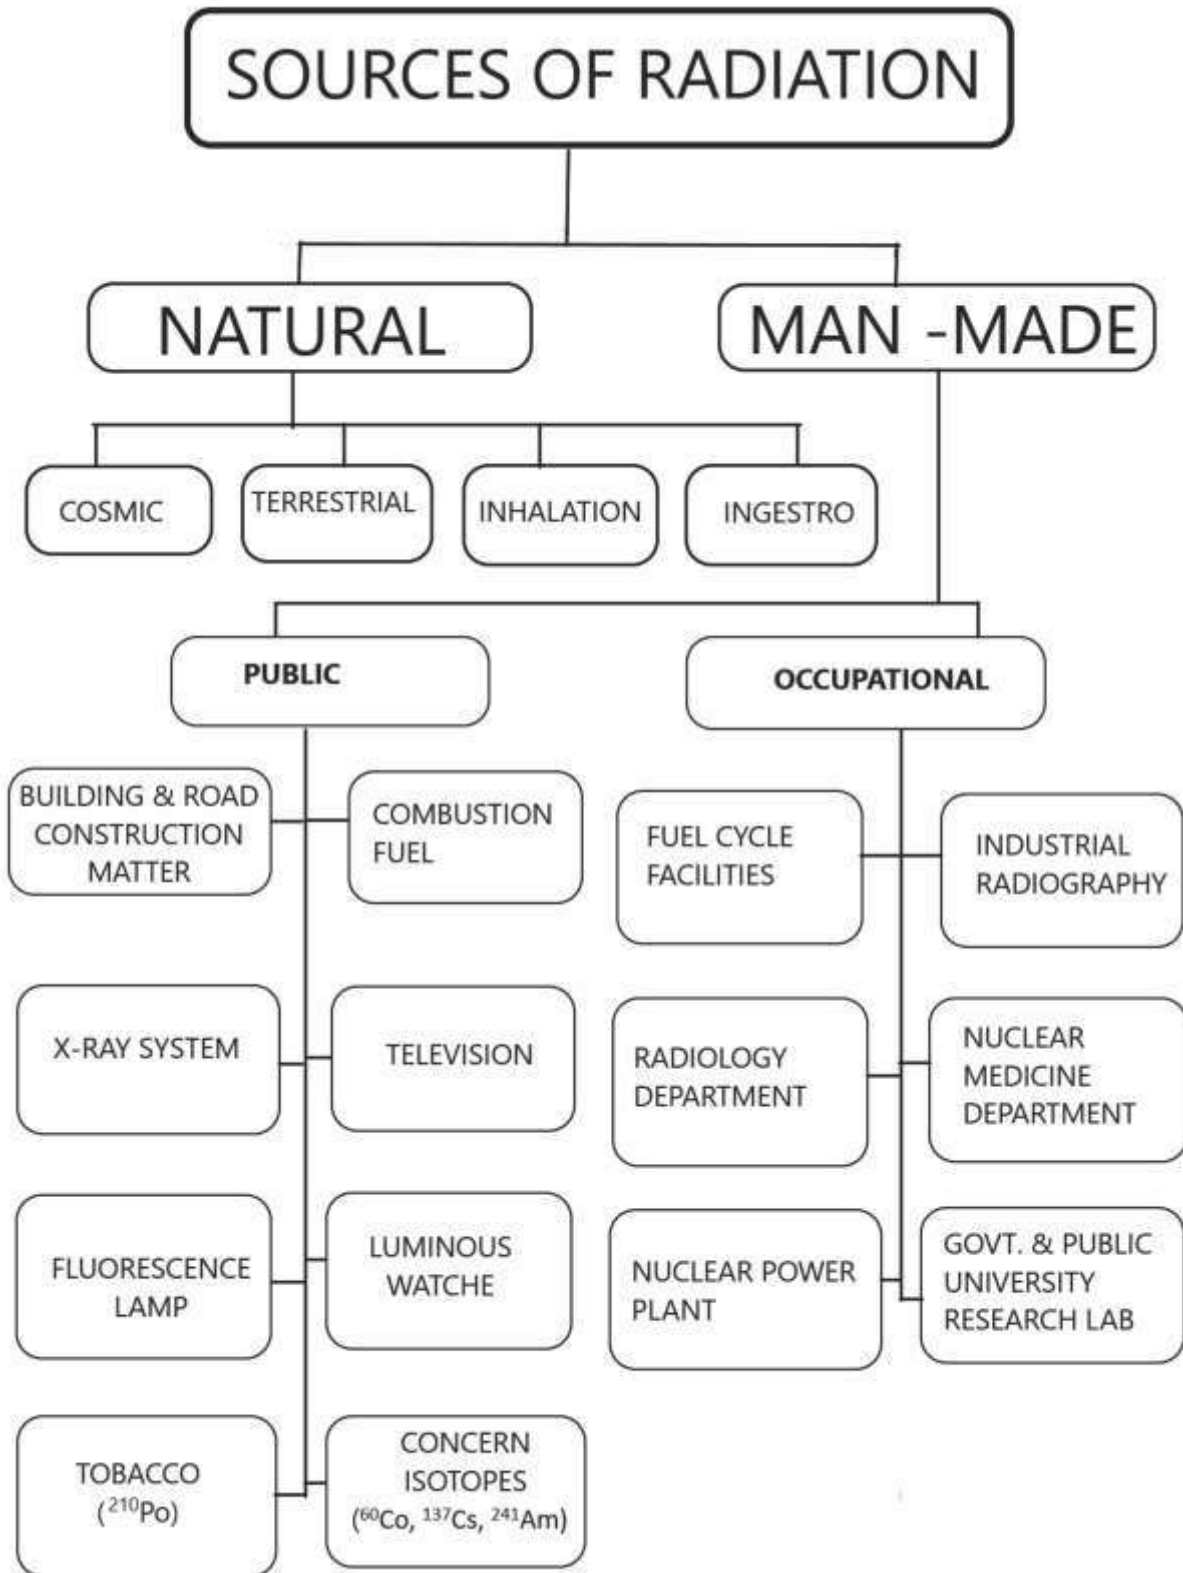 SOURCES OF RADIATION
NATURAL
MAN -MADE
COSMIC
TERRESTRIAL
INHALATION
INGESTRO
PUBLIC
OCCUPATIONAL
BUILDING & ROAD
CONSTRUCTION
MATTER
COMBUSTION
FUEL
FUEL CYCLE
FACILITIES
INDUSTRIAL
RADIOGRAPHY
X-RAY SYSTEM
TELEVISION
RADIOLOGY
DEPARTMENT
NUCLEAR
MEDICINE
DEPARTMENT
FLUORESCENCE
LAMP
LUMINOUS
WATCHE
NUCLEAR POWER
PLANT
GOVT. & PUBLIC
UNIVERSITY
RESEARCH LAB
TOBACCO
(²¹⁰Po)
CONCERN
ISOTOPES
(⁶⁰Co, ¹³⁷Cs, ²⁴¹Am)